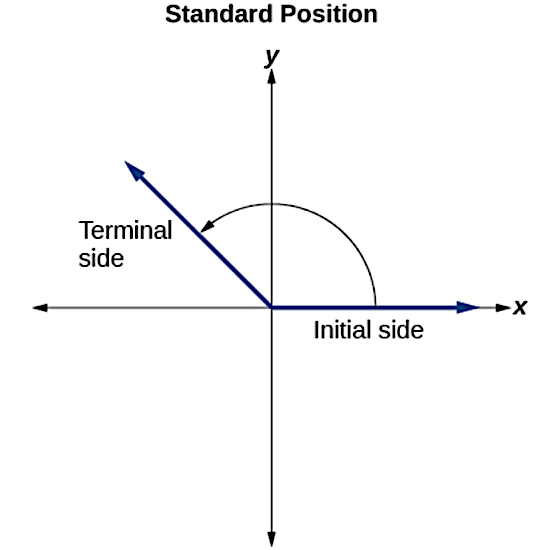 Standard Position
y
Terminal
side
x
Initial side